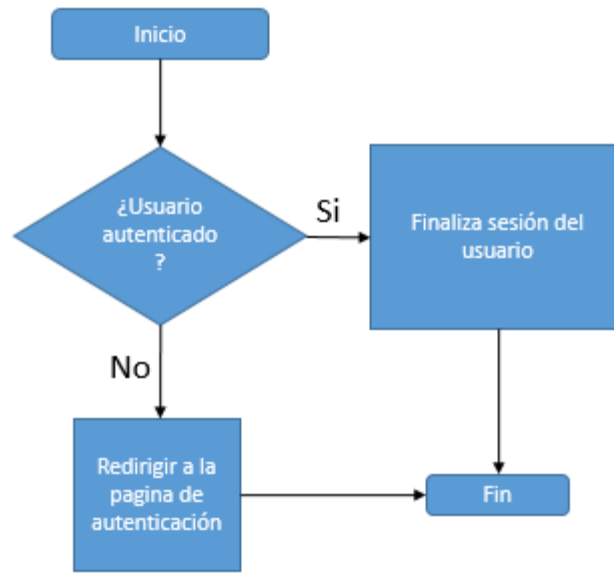 Inicio
¿Usuario
autenticado
?
Si
Finaliza sesión del
usuario
No
Redirigir a la
pagina de
autenticación
Fin